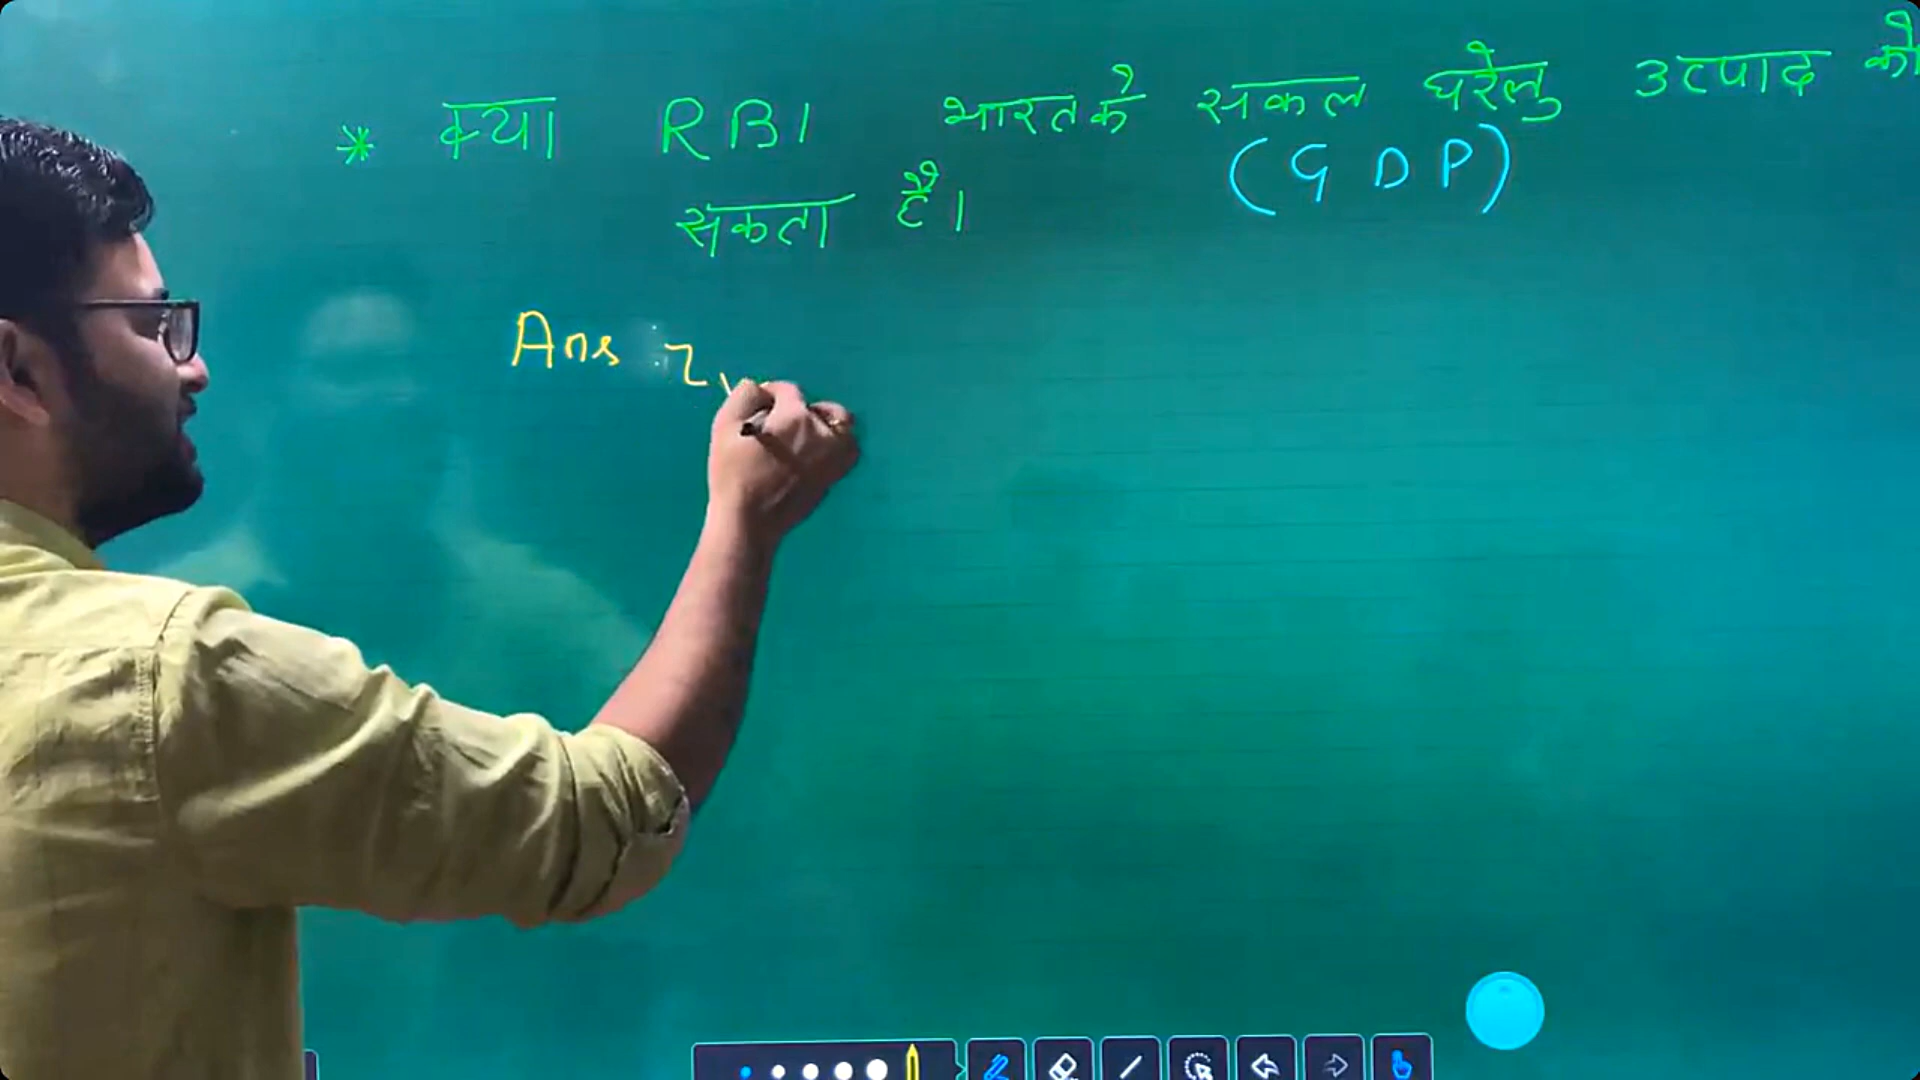 * क्या RBI भारत के सकल घरेलु उत्पाद को
(GDP)
सकता है।
Ans